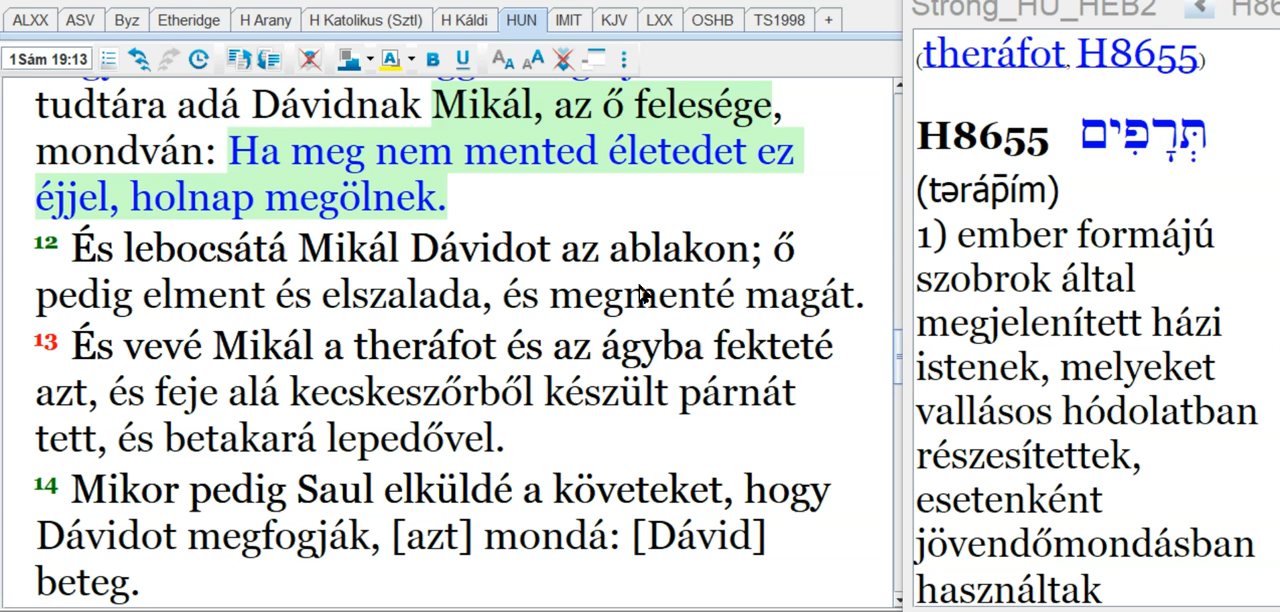 ALXX ASV Byz Etheridge H Arany H Katolikus (Sztl) H Káldi HUN IMIT KJV LXX OSHB TS1998 +
1Sám 19:13
tudtára adá Dávidnak Mikál, az ő felesége,
mondván: Ha meg nem mented életedet ez
éjjel, holnap megölnek.
12 És lebocsátá Mikál Dávidot az ablakon; ő
pedig elment és elszalada, és megmenté magát.
13 És vevé Mikál a theráfot és az ágyba fekteté
azt, és feje alá kecskeszőrből készült párnát
tett, és betakará lepedővel.
14 Mikor pedig Saul elküldé a követeket, hogy
Dávidot megfogják, [azt] mondá: [Dávid]
beteg.
Strong_HU_HEB2
(theráfot, H8655)
H8655 תְּרָפִים
(təráp̄ím)
1) ember formájú
szobrok által
megjelenített házi
istenek, melyeket
vallásos hódolatban
részesítettek,
esetenként
jövendőmondásban
használtak